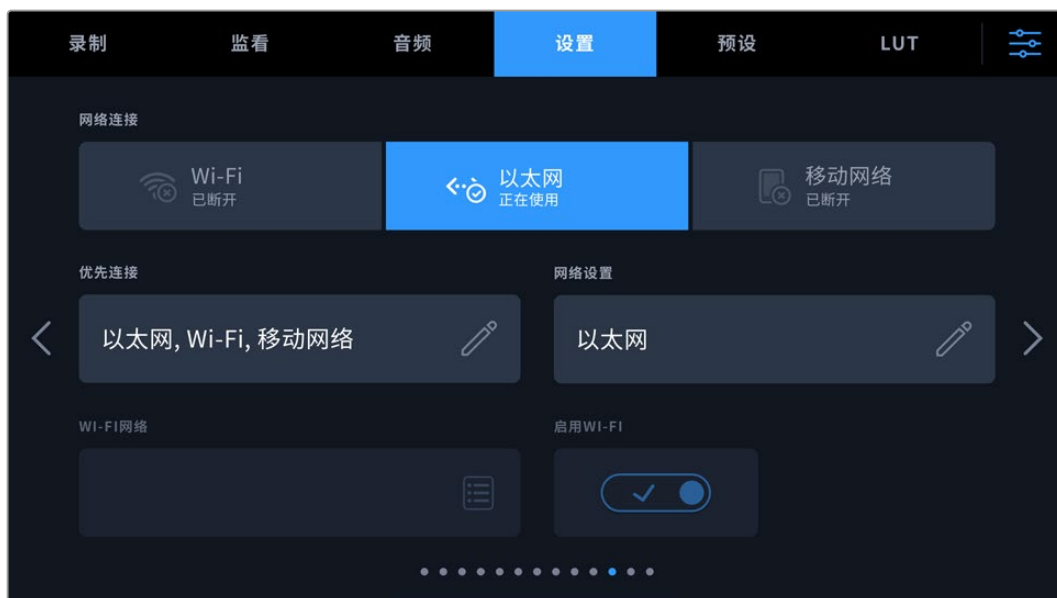 录制 监看 音频 设置 预设 LUT
网络连接
Wi-Fi
已断开
以太网
正在使用
移动网络
已断开
优先连接 网络设置
以太网, Wi-Fi, 移动网络 以太网
WI-FI网络 启用WI-FI